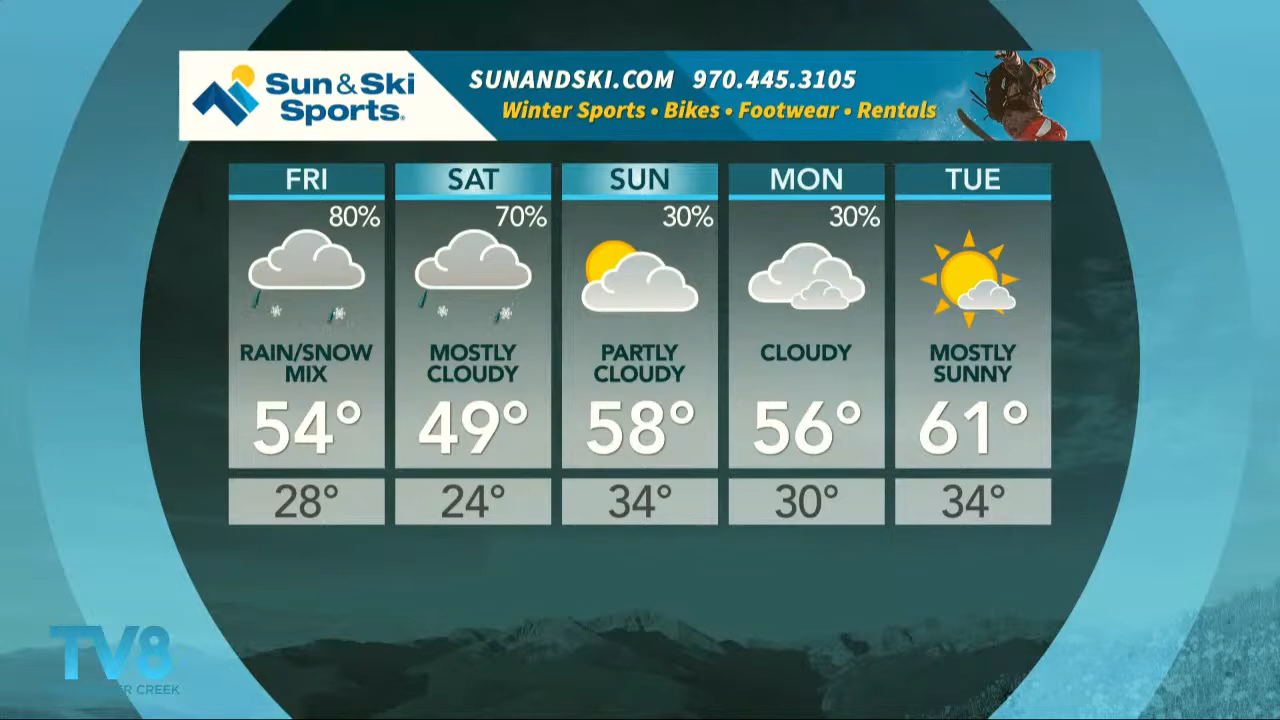 Sun & Ski
Sports
SUNANDSKI.COM 970.445.3105
Winter Sports • Bikes • Footwear • Rentals
FRI SAT SUN MON TUE
80% 70% 30% 30%
RAIN/SNOW MIX
MOSTLY CLOUDY
PARTLY CLOUDY
CLOUDY
MOSTLY SUNNY
54° 49° 58° 56° 61°
28° 24° 34° 30° 34°
TV8
CREEK